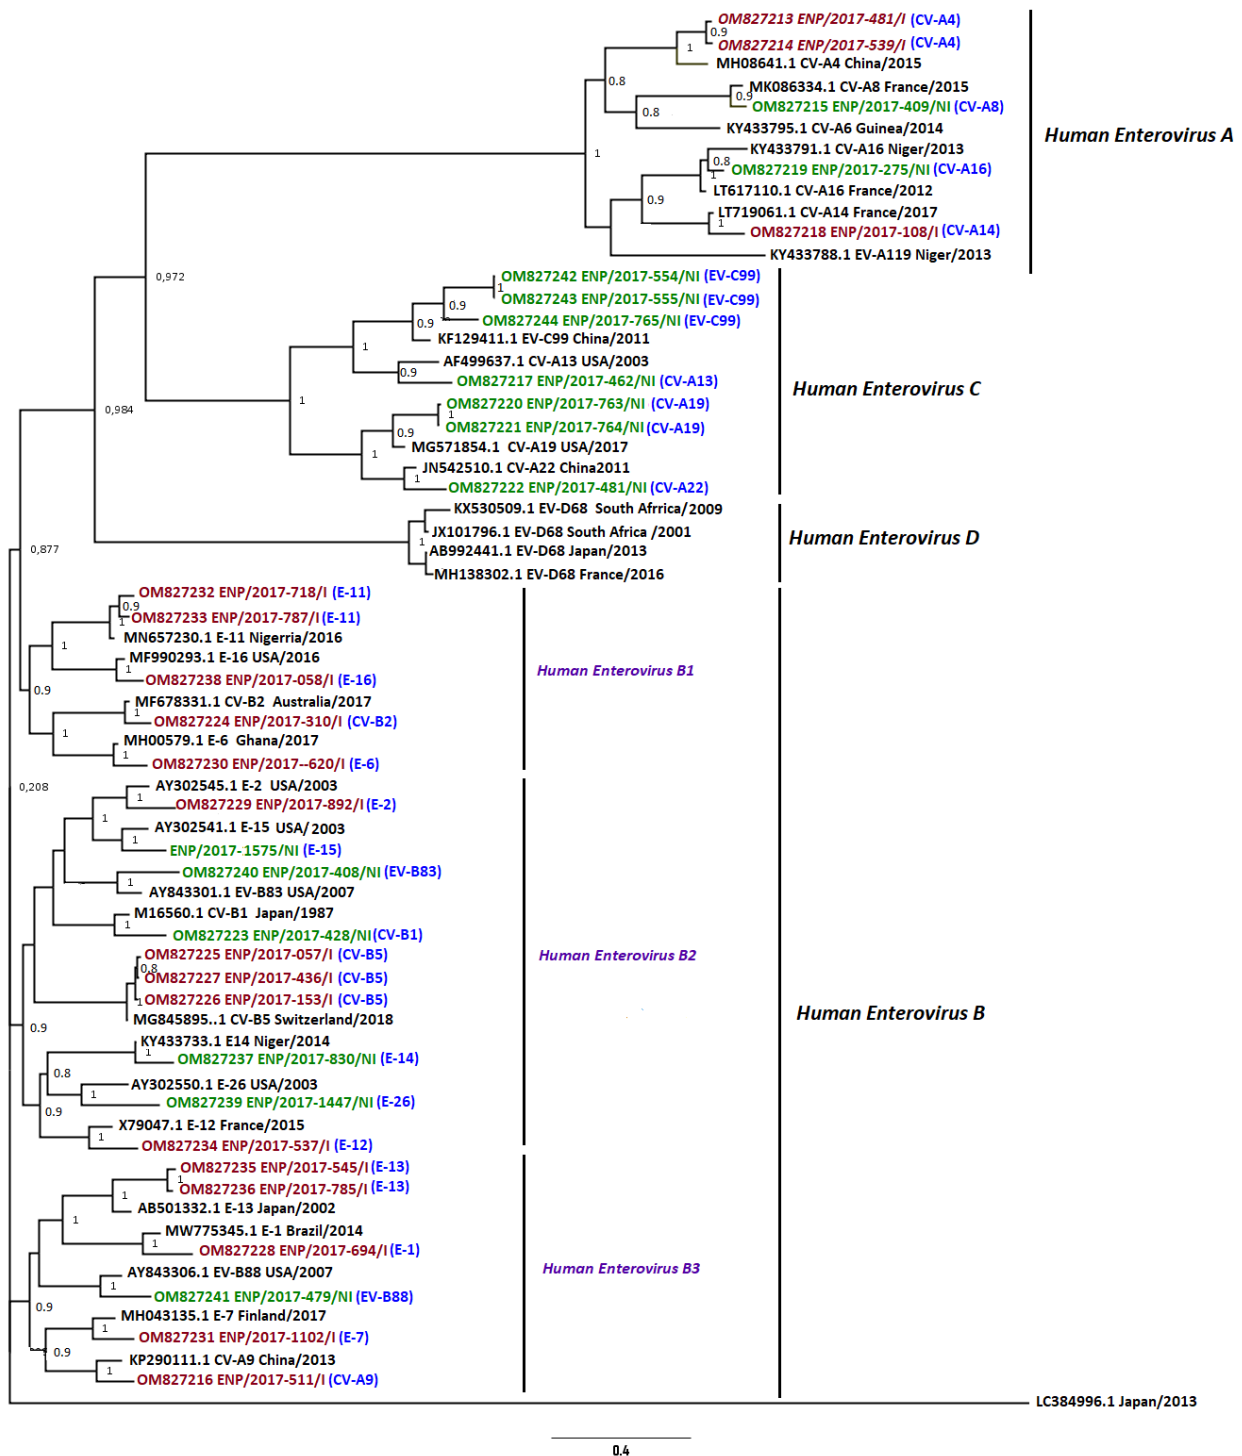 OM827213 ENP/2017-481/I (CV-A4)
0.9
OM827214 ENP/2017-539/I (CV-A4)
1
MH08641.1 CV-A4 China/2015
0.8
MK086334.1 CV-A8 France/2015
0.9
OM827215 ENP/2017-409/NI (CV-A8)
0.8
KY433795.1 CV-A6 Guinea/2014
Human Enterovirus A
1
KY433791.1 CV-A16 Niger/2013
0.8
OM827219 ENP/2017-275/NI (CV-A16)
1
LT617110.1 CV-A16 France/2012
0.9
LT719061.1 CV-A14 France/2017
1
OM827218 ENP/2017-108/I (CV-A14)
KY433788.1 EV-A119 Niger/2013
0,972
OM827242 ENP/2017-554/NI (EV-C99)
1
OM827243 ENP/2017-555/NI (EV-C99)
0.9
OM827244 ENP/2017-765/NI (EV-C99)
0.9
KF129411.1 EV-C99 China/2011
1
AF499637.1 CV-A13 USA/2003
0.9
OM827217 ENP/2017-462/NI (CV-A13)
Human Enterovirus C
1
0,984
OM827220 ENP/2017-763/NI (CV-A19)
1
OM827221 ENP/2017-764/NI (CV-A19)
0.9
MG571854.1 CV-A19 USA/2017
1
JN542510.1 CV-A22 China2011
1
OM827222 ENP/2017-481/NI (CV-A22)
KX530509.1 EV-D68 South Afrrica/2009
JX101796.1 EV-D68 South Africa /2001
1
AB992441.1 EV-D68 Japan/2013
MH138302.1 EV-D68 France/2016
Human Enterovirus D
0,877
OM827232 ENP/2017-718/I (E-11)
0.9
OM827233 ENP/2017-787/I (E-11)
1
MN657230.1 E-11 Nigerria/2016
1
MF990293.1 E-16 USA/2016
1
OM827238 ENP/2017-058/I (E-16)
Human Enterovirus B1
0.9
MF678331.1 CV-B2 Australia/2017
1
OM827224 ENP/2017-310/I (CV-B2)
1
MH00579.1 E-6 Ghana/2017
1
OM827230 ENP/2017--620/I (E-6)
0,208
AY302545.1 E-2 USA/2003
1
OM827229 ENP/2017-892/I (E-2)
1
AY302541.1 E-15 USA/2003
1
ENP/2017-1575/NI (E-15)
OM827240 ENP/2017-408/NI (EV-B83)
1
AY843301.1 EV-B83 USA/2007
M16560.1 CV-B1 Japan/1987
1
OM827223 ENP/2017-428/NI (CV-B1)
Human Enterovirus B2
OM827225 ENP/2017-057/I (CV-B5)
0.8
OM827227 ENP/2017-436/I (CV-B5)
OM827226 ENP/2017-153/I (CV-B5)
1
MG845895..1 CV-B5 Switzerland/2018
Human Enterovirus B
0.9
KY433733.1 E14 Niger/2014
1
OM827237 ENP/2017-830/NI (E-14)
0.8
AY302550.1 E-26 USA/2003
1
OM827239 ENP/2017-1447/NI (E-26)
0.9
X79047.1 E-12 France/2015
1
OM827234 ENP/2017-537/I (E-12)
OM827235 ENP/2017-545/I (E-13)
1
OM827236 ENP/2017-785/I (E-13)
1
AB501332.1 E-13 Japan/2002
1
MW775345.1 E-1 Brazil/2014
1
OM827228 ENP/2017-694/I (E-1)
Human Enterovirus B3
AY843306.1 EV-B88 USA/2007
1
OM827241 ENP/2017-479/NI (EV-B88)
0.9
MH043135.1 E-7 Finland/2017
1
OM827231 ENP/2017-1102/I (E-7)
0.9
KP290111.1 CV-A9 China/2013
1
OM827216 ENP/2017-511/I (CV-A9)
LC384996.1 Japan/2013
0.4